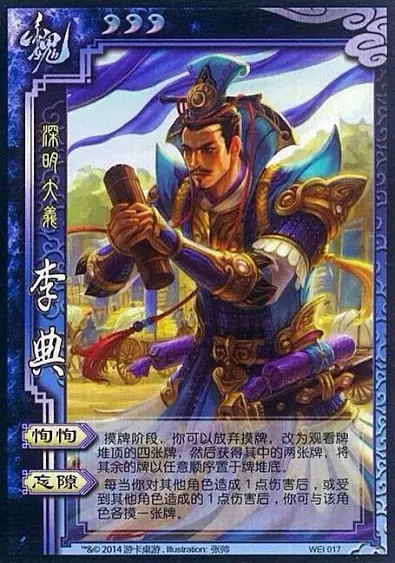 魏
深明大義
李典
恂恂
摸牌阶段，你可以放弃摸牌，改为观看牌
堆顶的四张牌，然后获得其中的两张牌，将
其余的牌以任意顺序置于牌堆底。
忘隙
每当你对其他角色造成1点伤害后，或受
到其他角色造成的1点伤害后，你可与该角
色各摸一张牌。
™&© 2014 游卡桌游. Illustration: 张帅
WEI 017